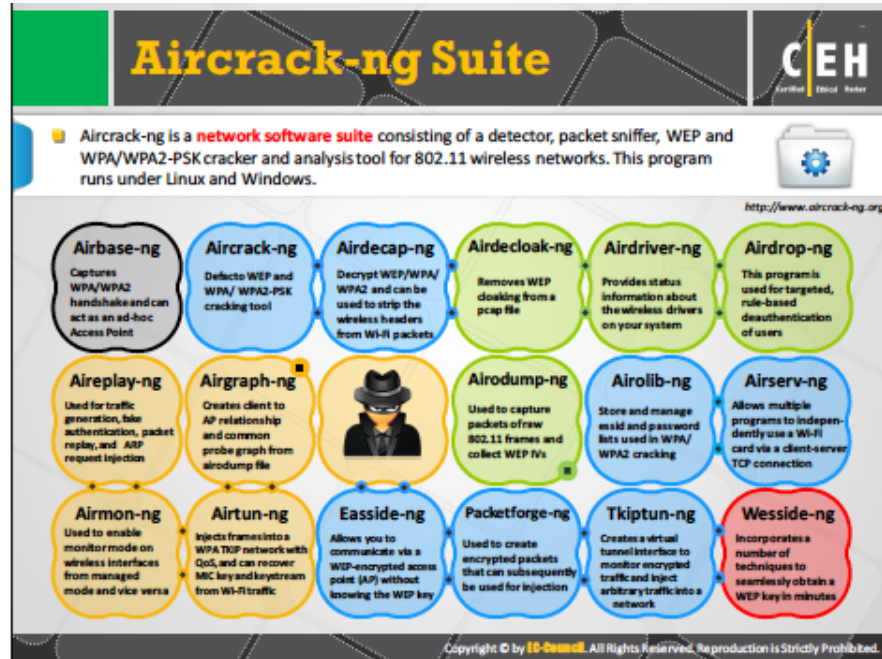 Aircrack-ng Suite
C|EH
Certified Ethical Hacker
Aircrack-ng is a network software suite consisting of a detector, packet sniffer, WEP and
WPA/WPA2-PSK cracker and analysis tool for 802.11 wireless networks. This program
runs under Linux and Windows.
http://www.aircrack-ng.org
Airbase-ng
Captures
WPA/WPA2
handshake and can
act as an ad-hoc
Access Point
Aircrack-ng
Defacto WEP and
WPA/ WPA2-PSK
cracking tool
Airdecap-ng
Decrypt WEP/WPA/
WPA2 and can be
used to strip the
wireless headers
from Wi-Fi packets
Airdecloak-ng
Removes WEP
cloaking from a
pcap file
Airdriver-ng
Provides status
information about
the wireless drivers
on your system
Airdrop-ng
This program is
used for targeted,
rule-based
deauthentication
of users
Aireplay-ng
Used for traffic
generation, fake
authentication, packet
replay, and ARP
request injection
Airgraph-ng
Creates client to
AP relationship
and common
probe graph from
airodump file
Airodump-ng
Used to capture
packets of raw
802.11 frames and
collect WEP IVs
Airolib-ng
Store and manage
essid and password
lists used in WPA/
WPA2 cracking
Airserv-ng
Allows multiple
programs to indepen-
dently use a Wi-Fi
card via a client-server
TCP connection
Airmon-ng
Used to enable
monitor mode on
wireless interfaces
from managed
mode and vice versa
Airtun-ng
Injects frames into a
WPA TKIP network with
QoS, and can recover
MIC key and keystream
from Wi-Fi traffic
Easside-ng
Allows you to
communicate via a
WEP-encrypted access
point (AP) without
knowing the WEP key
Packetforge-ng
Used to create
encrypted packets
that can subsequently
be used for injection
Tkiptun-ng
Creates a virtual
tunnel interface to
monitor encrypted
traffic and inject
arbitrary traffic into a
network
Wesside-ng
Incorporates a
number of
techniques to
seamlessly obtain
a WEP key in minutes
Copyright © by EC-Council. All Rights Reserved. Reproduction is Strictly Prohibited.